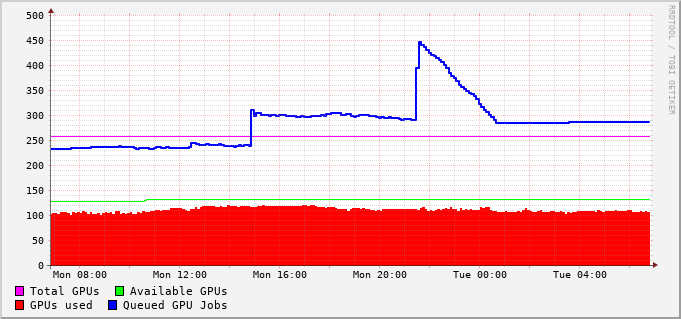 500
450
400
350
300
250
200
150
100
50
0
Mon 08:00 Mon 12:00 Mon 16:00 Mon 20:00 Tue 00:00 Tue 04:00
Total GPUs Available GPUs
GPUs used Queued GPU Jobs
RRDTOOL / TOBI OETIKER